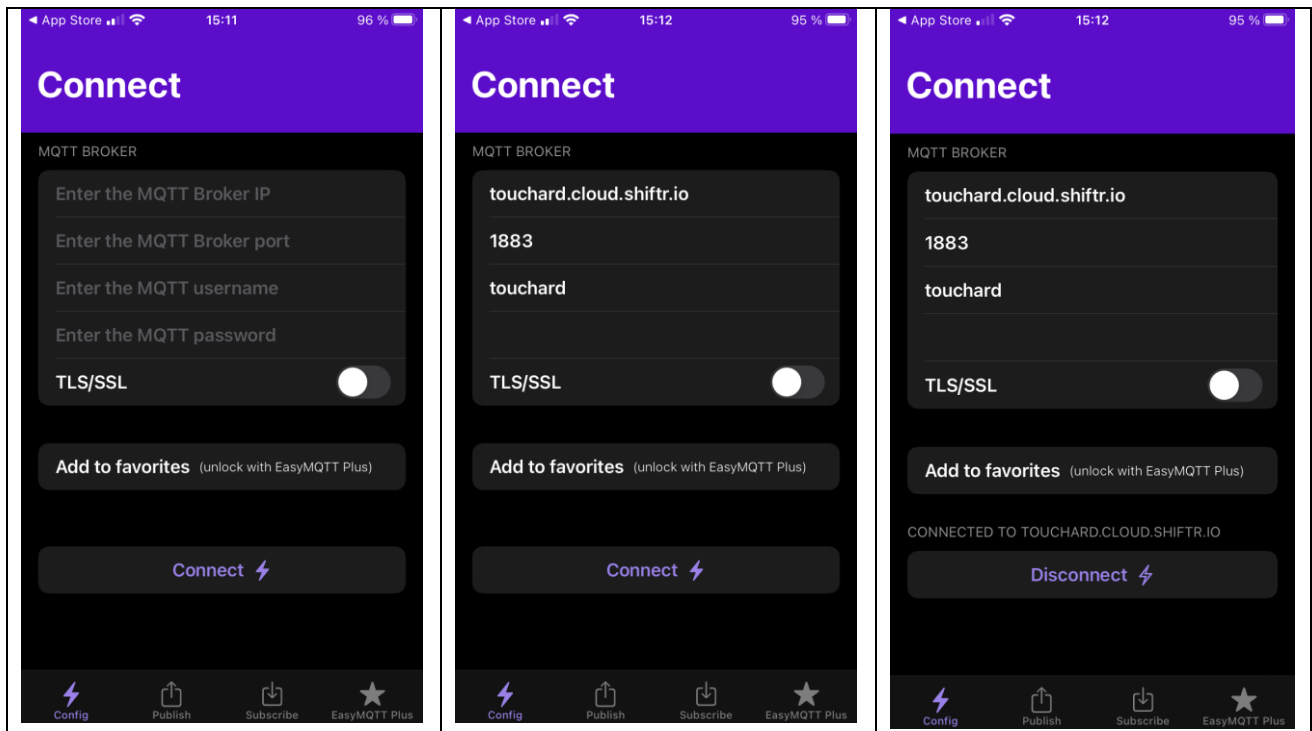 App Store 15:11 96 %
Connect
MQTT BROKER
Enter the MQTT Broker IP
Enter the MQTT Broker port
Enter the MQTT username
Enter the MQTT password
TLS/SSL
Add to favorites (unlock with EasyMQTT Plus)
Connect
Config Publish Subscribe EasyMQTT Plus
App Store 15:12 95 %
Connect
MQTT BROKER
touchard.cloud.shiftr.io
1883
touchard
TLS/SSL
Add to favorites (unlock with EasyMQTT Plus)
Connect
Config Publish Subscribe EasyMQTT Plus
App Store 15:12 95 %
Connect
MQTT BROKER
touchard.cloud.shiftr.io
1883
touchard
TLS/SSL
Add to favorites (unlock with EasyMQTT Plus)
CONNECTED TO TOUCHARD.CLOUD.SHIFTR.IO
Disconnect
Config Publish Subscribe EasyMQTT Plus